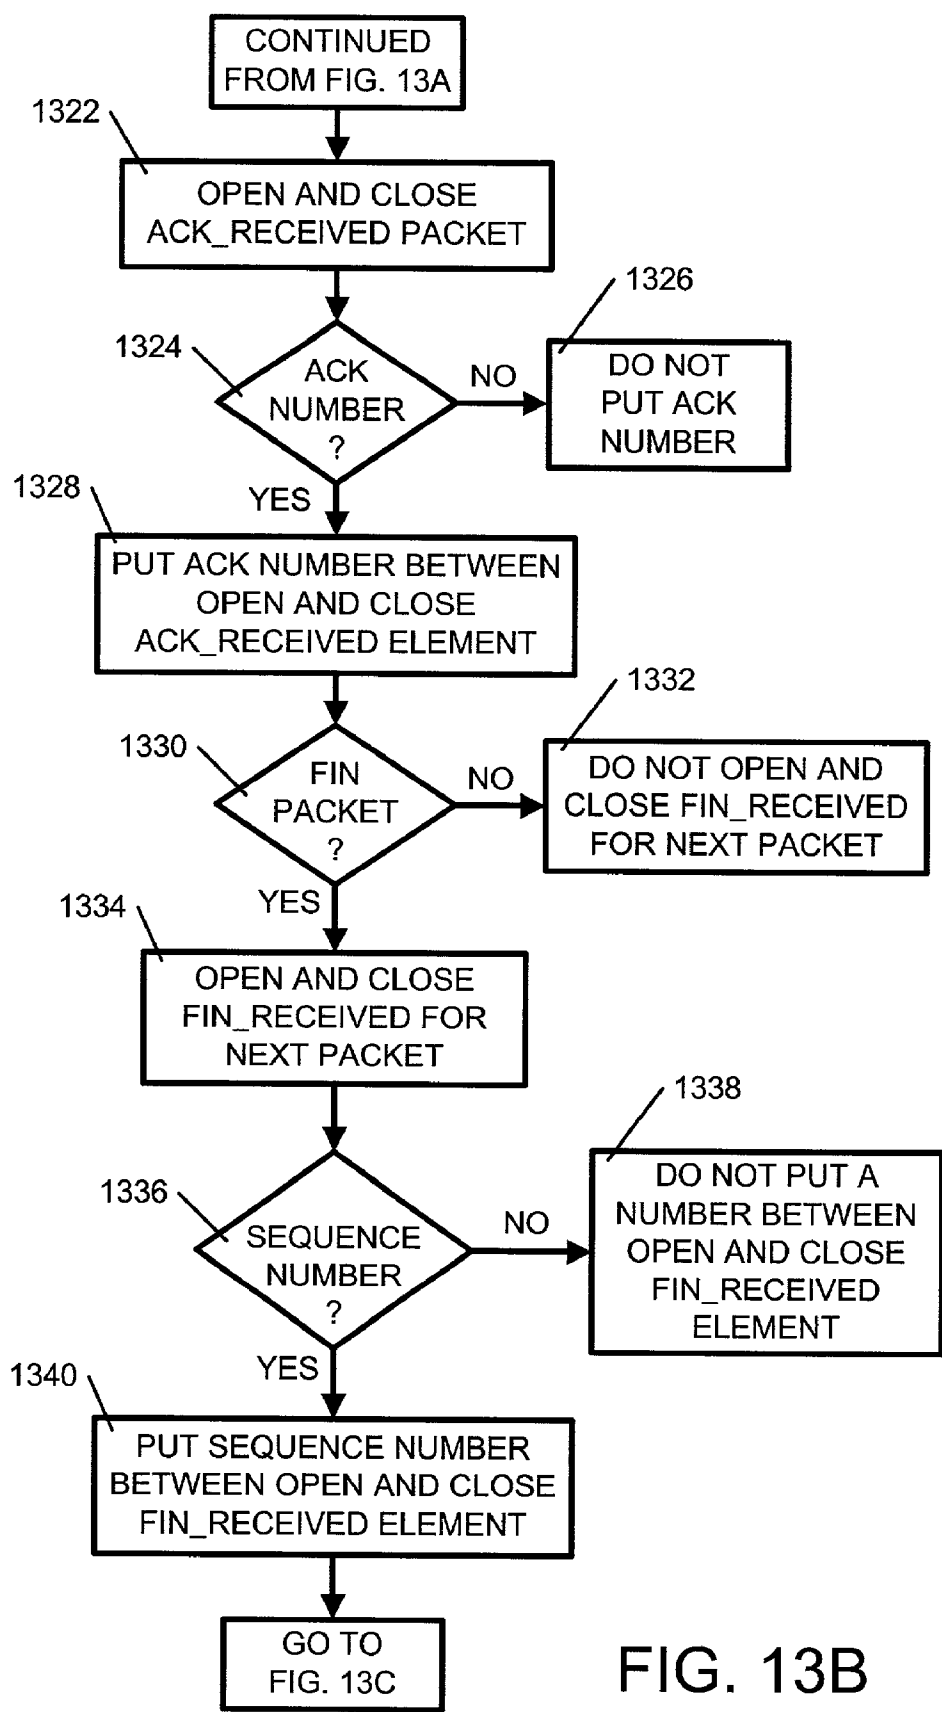 CONTINUED
FROM FIG. 13A
1322
OPEN AND CLOSE
ACK_RECEIVED PACKET
1324
ACK
NUMBER
?
NO
1326
DO NOT
PUT ACK
NUMBER
YES
1328
PUT ACK NUMBER BETWEEN
OPEN AND CLOSE
ACK_RECEIVED ELEMENT
1330
FIN
PACKET
?
NO
1332
DO NOT OPEN AND
CLOSE FIN_RECEIVED
FOR NEXT PACKET
YES
1334
OPEN AND CLOSE
FIN_RECEIVED FOR
NEXT PACKET
1336
SEQUENCE
NUMBER
?
NO
1338
DO NOT PUT A
NUMBER BETWEEN
OPEN AND CLOSE
FIN_RECEIVED
ELEMENT
YES
1340
PUT SEQUENCE NUMBER
BETWEEN OPEN AND CLOSE
FIN_RECEIVED ELEMENT
GO TO
FIG. 13C
FIG. 13B